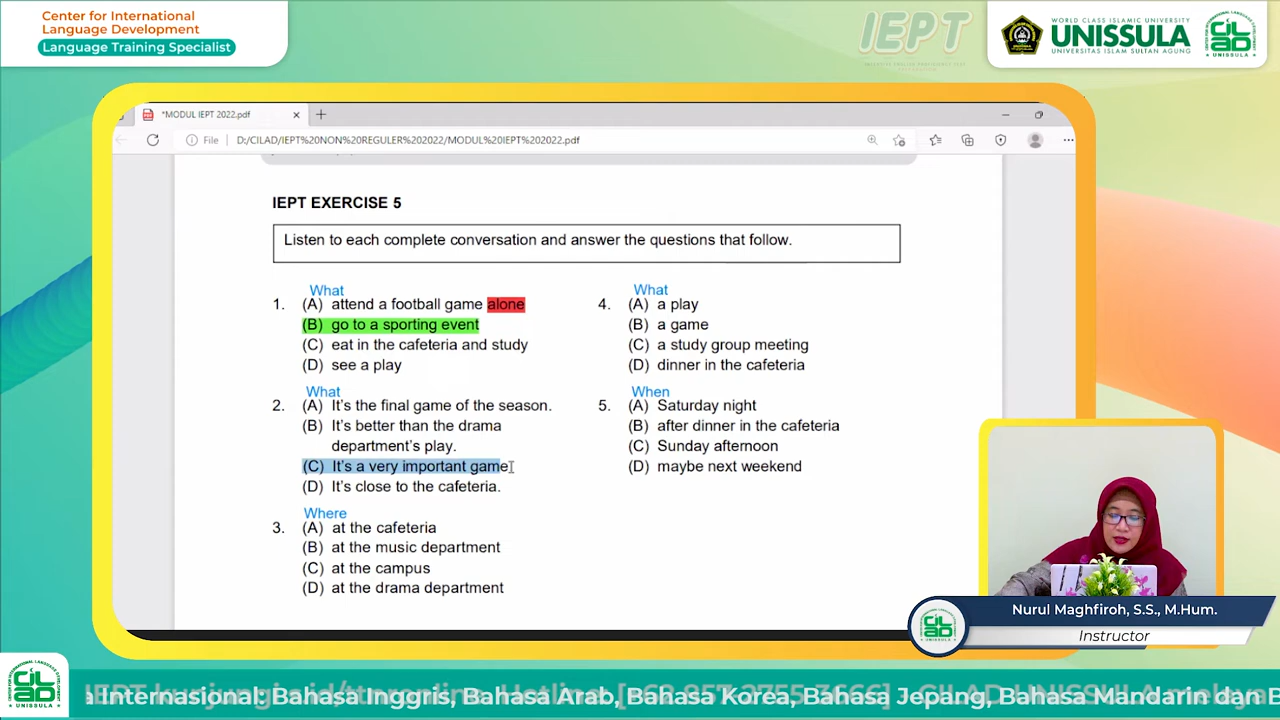 Center for International
Language Development
Language Training Specialist
IEPT
WORLD CLASS ISLAMIC UNIVERSITY
UNISSULA
UNIVERSITAS ISLAM SULTAN AGUNG
CILAD
UNISSULA
*MODUL IEPT 2022.pdf
File
D:/CILAD/IEPT%20NON%20REGULER%202022/MODUL%20IEPT%202022.pdf
IEPT EXERCISE 5
Listen to each complete conversation and answer the questions that follow.
What
1. (A) attend a football game alone
(B) go to a sporting event
(C) eat in the cafeteria and study
(D) see a play
What
2. (A) It's the final game of the season.
(B) It's better than the drama
department's play.
(C) It's a very important game
(D) It's close to the cafeteria.
Where
3. (A) at the cafeteria
(B) at the music department
(C) at the campus
(D) at the drama department
What
4. (A) a play
(B) a game
(C) a study group meeting
(D) dinner in the cafeteria
When
5. (A) Saturday night
(B) after dinner in the cafeteria
(C) Sunday afternoon
(D) maybe next weekend
Nurul Maghfiroh, S.S., M.Hum.
Instructor
CILAD
UNISSULA
a Internasional: Bahasa Inggris, Bahasa Arab, Bahasa Korea, Bahasa Jepang, Bahasa Mandarin dan B